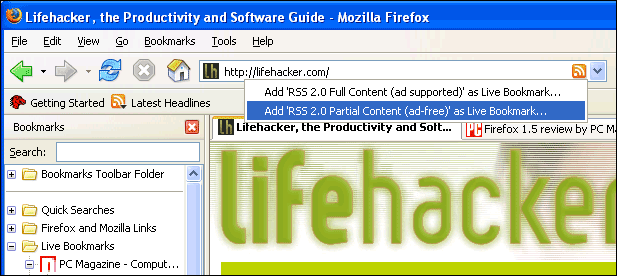 Lifehacker, the Productivity and Software Guide - Mozilla Firefox
File Edit View Go Bookmarks Tools Help
lh http://lifehacker.com/
Add 'RSS 2.0 Full Content (ad supported)' as Live Bookmark...
Add 'RSS 2.0 Partial Content (ad-free)' as Live Bookmark...
Getting Started Latest Headlines
Bookmarks
lh Lifehacker, the Productivity and Soft... PC Firefox 1.5 review by PC M
Search:
Bookmarks Toolbar Folder
Quick Searches
Firefox and Mozilla Links
Live Bookmarks
PC Magazine - Comput...
lifehacker